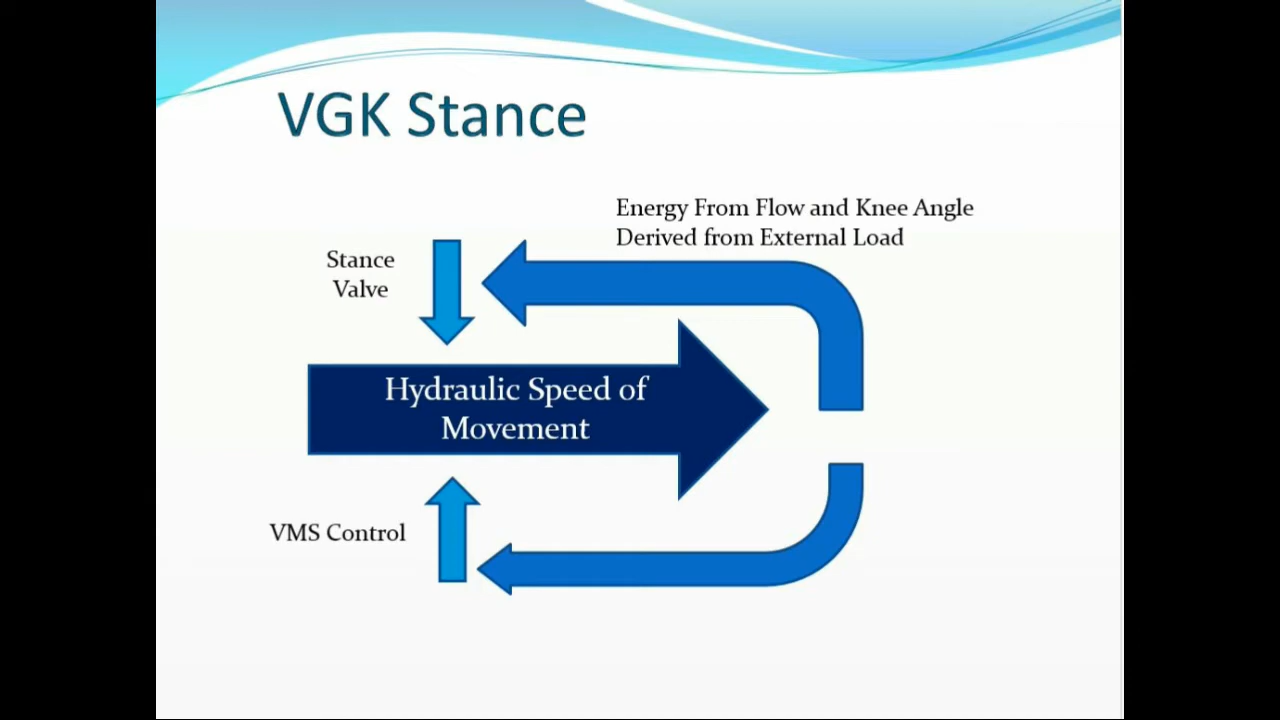 VGK Stance
Energy From Flow and Knee Angle
Derived from External Load
Stance
Valve
Hydraulic Speed of
Movement
VMS Control